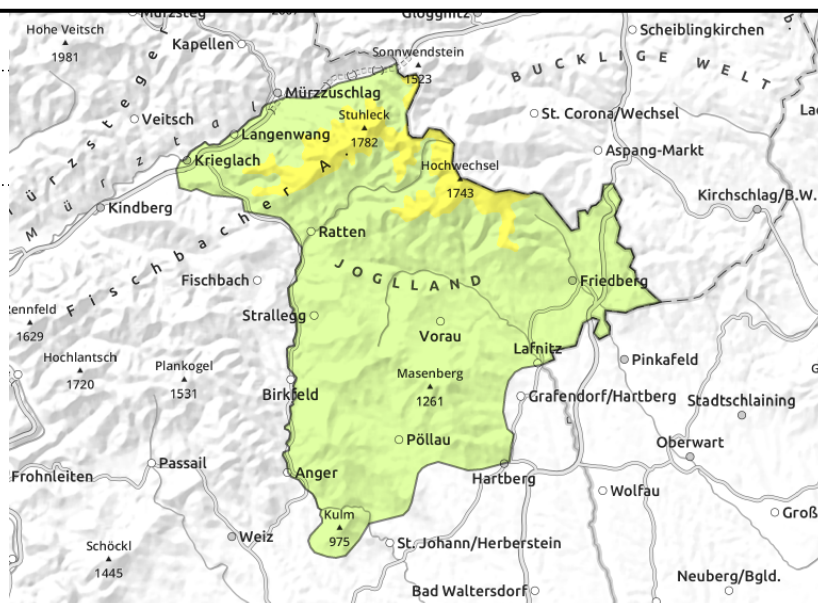 Mürzsteg
Gloggnitz
Hohe Veitsch
1981
Kapellen
Scheiblingkirchen
Sonnwendstein
1523
BUCKLIGE WELT
Mürzzuschlag
Veitsch
Stuhleck
1782
St. Corona/Wechsel
Langenwang
Krieglach
Aspang-Markt
Hochwechsel
1743
Kirchschlag/B.W.
Kindberg
Mürztal
Fischbacher A.
Ratten
JOGLLAND
Fischbach
Friedberg
Rennfeld
1629
Strallegg
Vorau
Lafnitz
Hochlantsch
1720
Plankogel
1531
Pinkafeld
Birkfeld
Masenberg
1261
Grafendorf/Hartberg
Stadtschlaining
Pöllau
Oberwart
Frohnleiten
Passail
Anger
Hartberg
Wolfau
Kulm
975
Groß
Weiz
St. Johann/Herberstein
Schöckl
1445
Neuberg/Bgld.
Bad Waltersdorf